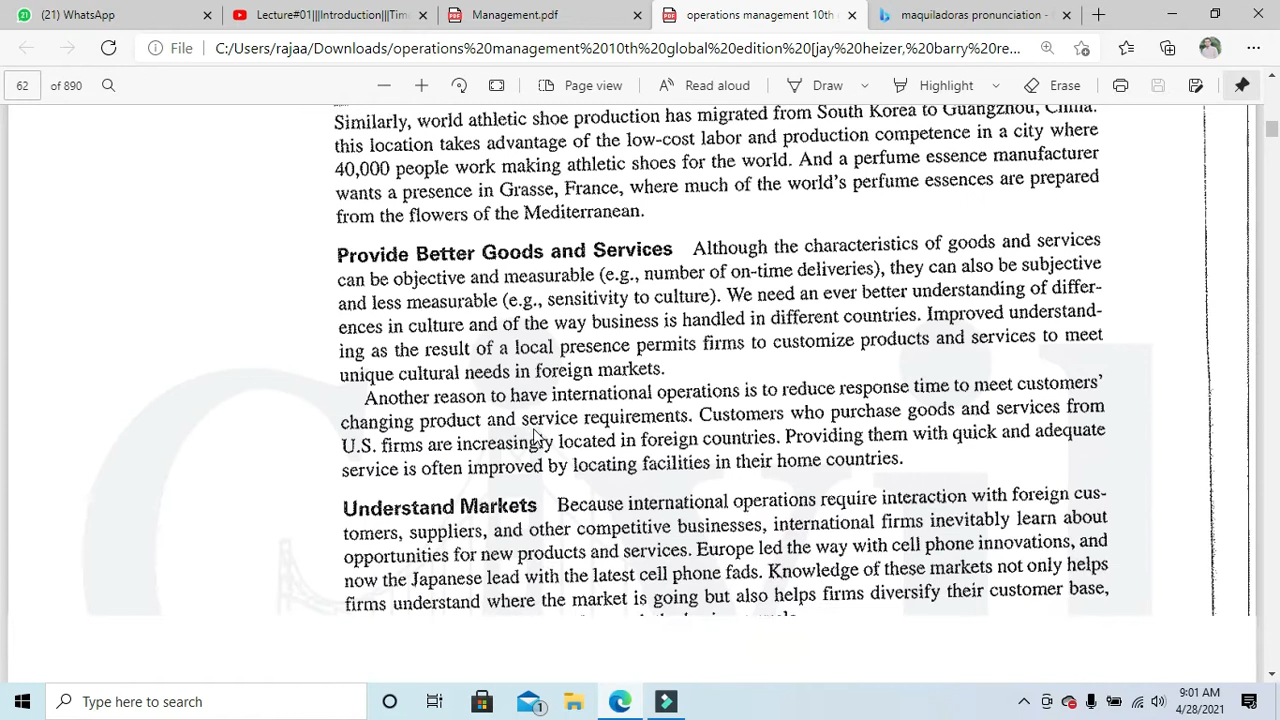 (21) WhatsApp
Lecture#01|||Introduction||Tim
Management.pdf
operations management 10th
maquiladoras pronunciation -
File
C:/Users/rajaa/Downloads/operations%20management%2010th%20global%20edition%20[jay%20heizer,%20barry%20re...
62 of 890
Page view
Read aloud
Draw
Highlight
Erase
Similarly, world athletic shoe production has migrated from South Korea to Guangzhou, China:
this location takes advantage of the low-cost labor and production competence in a city where
40,000 people work making athletic shoes for the world. And a perfume essence manufacturer
wants a presence in Grasse, France, where much of the world's perfume essences are prepared
from the flowers of the Mediterranean.
Provide Better Goods and Services Although the characteristics of goods and services
can be objective and measurable (e.g., number of on-time deliveries), they can also be subjective
and less measurable (e.g., sensitivity to culture). We need an ever better understanding of differ-
ences in culture and of the way business is handled in different countries. Improved understand-
ing as the result of a local presence permits firms to customize products and services to meet
unique cultural needs in foreign markets.
Another reason to have international operations is to reduce response time to meet customers'
changing product and service requirements. Customers who purchase goods and services from
U.S. firms are increasingly located in foreign countries. Providing them with quick and adequate
service is often improved by locating facilities in their home countries.
Understand Markets Because international operations require interaction with foreign cus-
tomers, suppliers, and other competitive businesses, international firms inevitably learn about
opportunities for new products and services. Europe led the way with cell phone innovations, and
now the Japanese lead with the latest cell phone fads. Knowledge of these markets not only helps
firms understand where the market is going but also helps firms diversify their customer base,
Type here to search
1
9:01 AM
4/28/2021